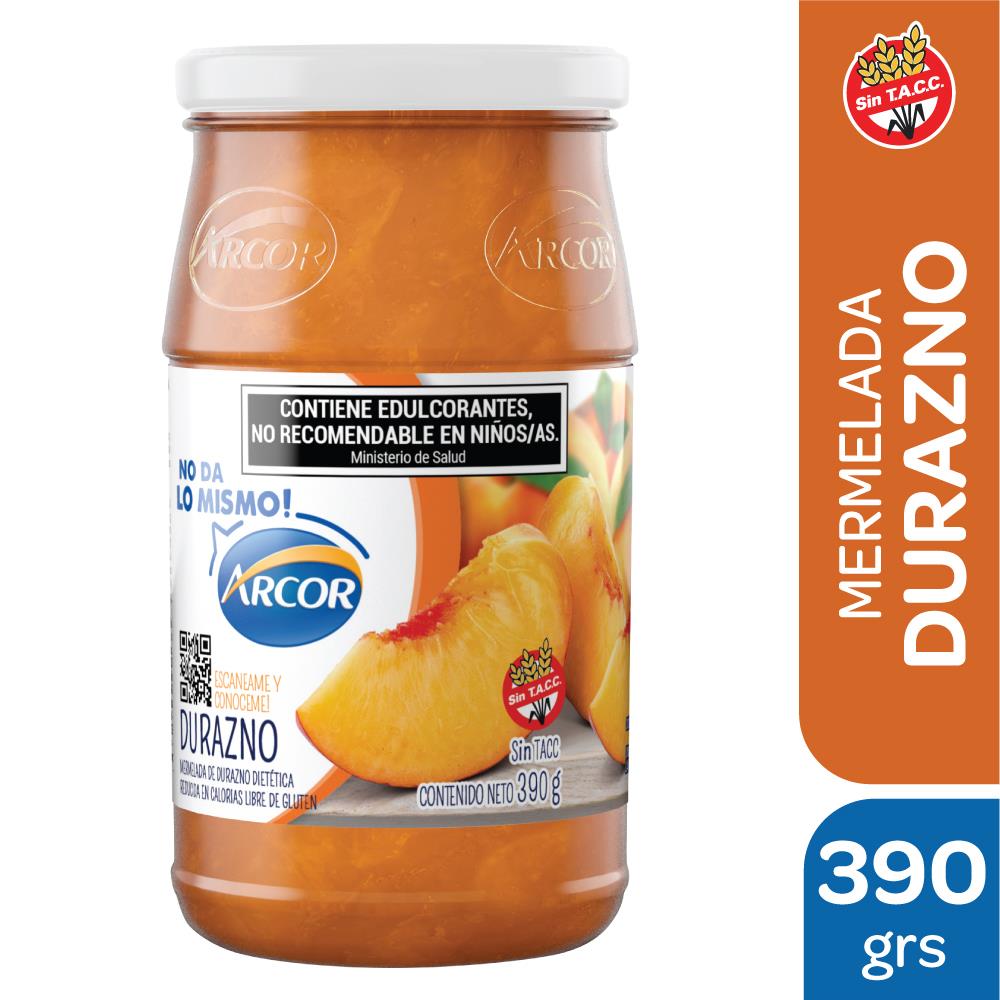 ARCOR
ARCOR
CONTIENE EDULCORANTES,
NO RECOMENDABLE EN NIÑOS/AS.
Ministerio de Salud
NO DA
LO MISMO!
ARCOR
ESCANEAME Y
CONOCEME!
DURAZNO
MERMELADA DE DURAZNO DIETÉTICA
REDUCIDA EN CALORIAS LIBRE DE GLUTEN
Sin T.A.C.C.
Sin TACC
CONTENIDO NETO 390 g
Sin T.A.C.C.
MERMELADA
DURAZNO
390
grs